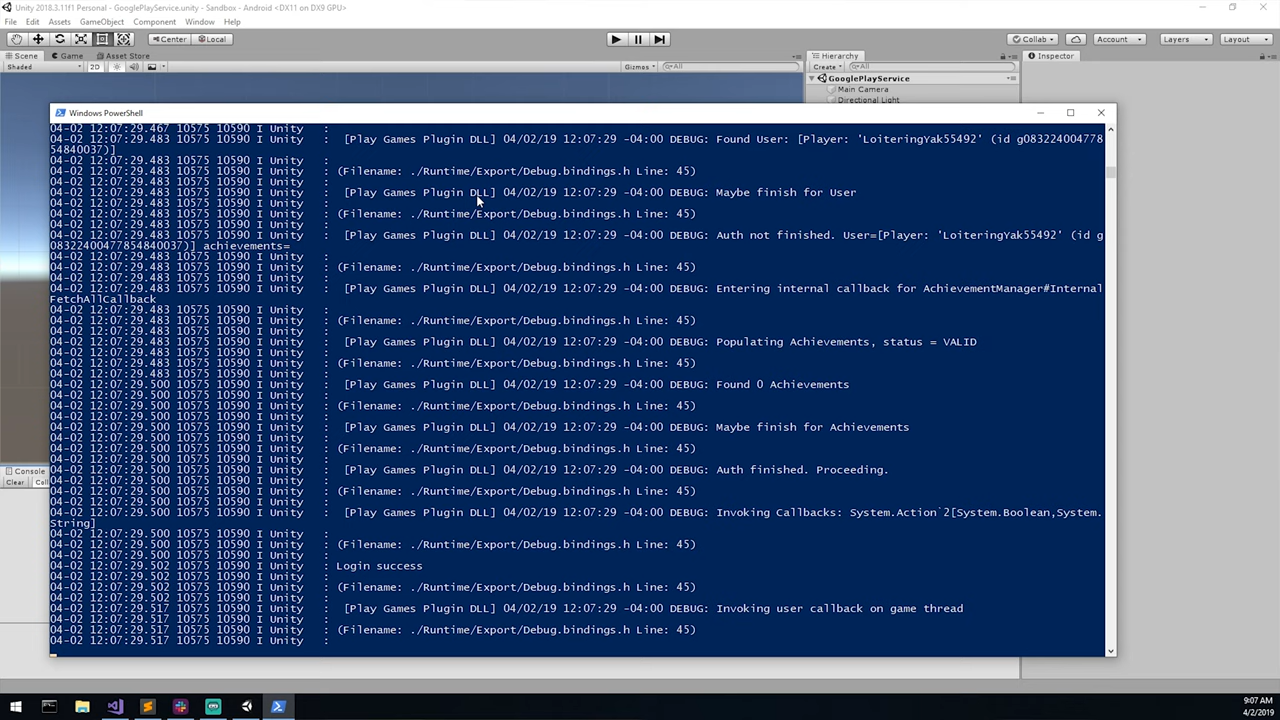 Unity 2018.3.11f1 Personal - GooglePlayService.unity - Sandbox - Android <DX11 on DX9 GPU>
File Edit Assets GameObject Component Window Help
Center Local Collab Account Layers Layout
Scene Game Asset Store Hierarchy Inspector
Shaded 2D Gizmos All Create All
GooglePlayService
Main Camera
Directional Light
Windows PowerShell
04-02 12:07:29.467 10575 10590 I Unity :
04-02 12:07:29.483 10575 10590 I Unity : [Play Games Plugin DLL] 04/02/19 12:07:29 -04:00 DEBUG: Found User: [Player: 'LoiteringYak55492' (id g0832240047785
54840037)]
04-02 12:07:29.483 10575 10590 I Unity :
04-02 12:07:29.483 10575 10590 I Unity : (Filename: ./Runtime/Export/Debug.bindings.h Line: 45)
04-02 12:07:29.483 10575 10590 I Unity :
04-02 12:07:29.483 10575 10590 I Unity : [Play Games Plugin DLL] 04/02/19 12:07:29 -04:00 DEBUG: Maybe finish for User
04-02 12:07:29.483 10575 10590 I Unity :
04-02 12:07:29.483 10575 10590 I Unity : (Filename: ./Runtime/Export/Debug.bindings.h Line: 45)
04-02 12:07:29.483 10575 10590 I Unity :
04-02 12:07:29.483 10575 10590 I Unity : [Play Games Plugin DLL] 04/02/19 12:07:29 -04:00 DEBUG: Auth not finished. User=[Player: 'LoiteringYak55492' (id g
08322400477854840037)] achievements=
04-02 12:07:29.483 10575 10590 I Unity :
04-02 12:07:29.483 10575 10590 I Unity : (Filename: ./Runtime/Export/Debug.bindings.h Line: 45)
04-02 12:07:29.483 10575 10590 I Unity :
04-02 12:07:29.483 10575 10590 I Unity : [Play Games Plugin DLL] 04/02/19 12:07:29 -04:00 DEBUG: Entering internal callback for AchievementManager#Internal
FetchAllCallback
04-02 12:07:29.483 10575 10590 I Unity :
04-02 12:07:29.483 10575 10590 I Unity : (Filename: ./Runtime/Export/Debug.bindings.h Line: 45)
04-02 12:07:29.483 10575 10590 I Unity :
04-02 12:07:29.483 10575 10590 I Unity : [Play Games Plugin DLL] 04/02/19 12:07:29 -04:00 DEBUG: Populating Achievements, status = VALID
04-02 12:07:29.483 10575 10590 I Unity :
04-02 12:07:29.483 10575 10590 I Unity : (Filename: ./Runtime/Export/Debug.bindings.h Line: 45)
04-02 12:07:29.483 10575 10590 I Unity :
04-02 12:07:29.500 10575 10590 I Unity : [Play Games Plugin DLL] 04/02/19 12:07:29 -04:00 DEBUG: Found 0 Achievements
04-02 12:07:29.500 10575 10590 I Unity :
04-02 12:07:29.500 10575 10590 I Unity : (Filename: ./Runtime/Export/Debug.bindings.h Line: 45)
04-02 12:07:29.500 10575 10590 I Unity :
04-02 12:07:29.500 10575 10590 I Unity : [Play Games Plugin DLL] 04/02/19 12:07:29 -04:00 DEBUG: Maybe finish for Achievements
04-02 12:07:29.500 10575 10590 I Unity :
04-02 12:07:29.500 10575 10590 I Unity : (Filename: ./Runtime/Export/Debug.bindings.h Line: 45)
04-02 12:07:29.500 10575 10590 I Unity :
04-02 12:07:29.500 10575 10590 I Unity : [Play Games Plugin DLL] 04/02/19 12:07:29 -04:00 DEBUG: Auth finished. Proceeding.
04-02 12:07:29.500 10575 10590 I Unity :
04-02 12:07:29.500 10575 10590 I Unity : (Filename: ./Runtime/Export/Debug.bindings.h Line: 45)
04-02 12:07:29.500 10575 10590 I Unity :
04-02 12:07:29.500 10575 10590 I Unity : [Play Games Plugin DLL] 04/02/19 12:07:29 -04:00 DEBUG: Invoking Callbacks: System.Action`2[System.Boolean,System.
String]
04-02 12:07:29.500 10575 10590 I Unity :
04-02 12:07:29.500 10575 10590 I Unity : (Filename: ./Runtime/Export/Debug.bindings.h Line: 45)
04-02 12:07:29.500 10575 10590 I Unity :
04-02 12:07:29.500 10575 10590 I Unity : Login success
04-02 12:07:29.502 10575 10590 I Unity :
04-02 12:07:29.502 10575 10590 I Unity : (Filename: ./Runtime/Export/Debug.bindings.h Line: 45)
04-02 12:07:29.502 10575 10590 I Unity :
04-02 12:07:29.517 10575 10590 I Unity : [Play Games Plugin DLL] 04/02/19 12:07:29 -04:00 DEBUG: Invoking user callback on game thread
04-02 12:07:29.517 10575 10590 I Unity :
04-02 12:07:29.517 10575 10590 I Unity : (Filename: ./Runtime/Export/Debug.bindings.h Line: 45)
04-02 12:07:29.517 10575 10590 I Unity :
Console
Clear Coll
9:07 AM
4/2/2019